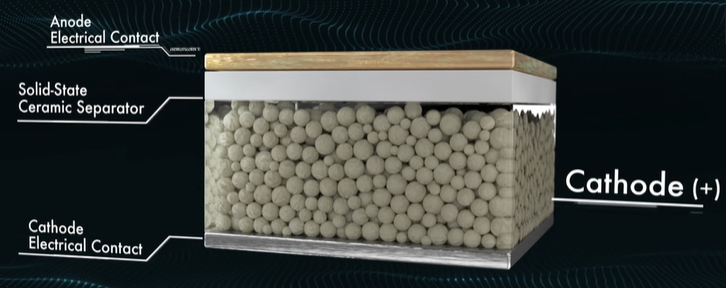 Anode
Electrical Contact
Solid-State
Ceramic Separator
Cathode (+)
Cathode
Electrical Contact